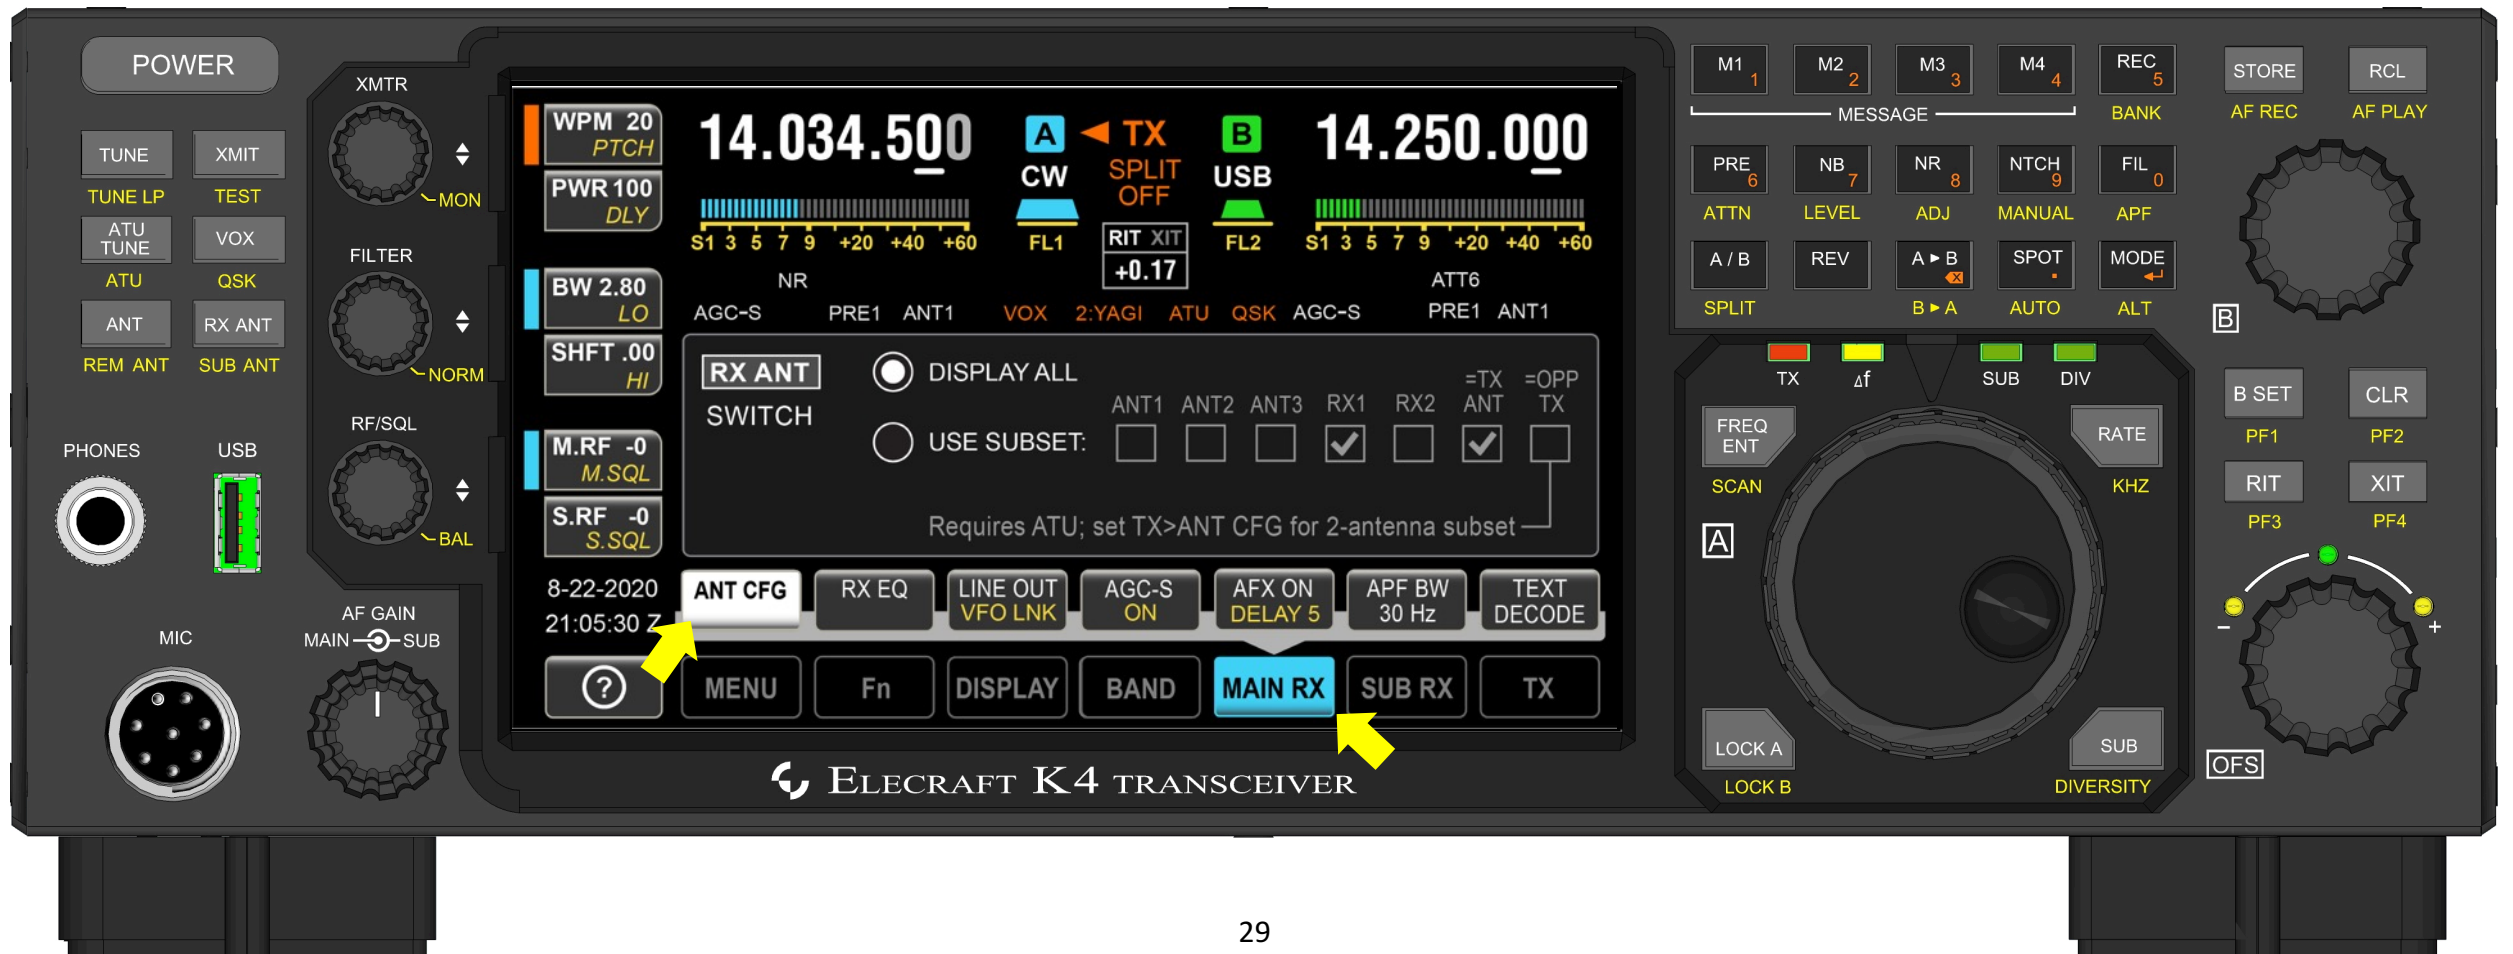 POWER
XMTR
TUNE XMIT
TUNE LP TEST
MON
ATU TUNE VOX
ATU QSK
FILTER
ANT RX ANT
REM ANT SUB ANT
NORM
RF/SQL
PHONES USB
BAL
AF GAIN
MAIN SUB
MIC
WPM 20
PTCH
PWR 100
DLY
BW 2.80
LO
SHFT .00
HI
M.RF -0
M.SQL
S.RF -0
S.SQL
8-22-2020
21:05:30 Z
14.034.500 A ◄ TX B 14.250.000
CW SPLIT OFF USB
S1 3 5 7 9 +20 +40 +60 FL1 RIT XIT FL2 S1 3 5 7 9 +20 +40 +60
+0.17
NR ATT6
AGC-S PRE1 ANT1 VOX 2:YAGI ATU QSK AGC-S PRE1 ANT1
RX ANT DISPLAY ALL
SWITCH
=TX =OPP
ANT1 ANT2 ANT3 RX1 RX2 ANT TX
USE SUBSET:
Requires ATU; set TX>ANT CFG for 2-antenna subset
ANT CFG RX EQ LINE OUT AGC-S AFX ON APF BW TEXT
VFO LNK ON DELAY 5 30 Hz DECODE
? MENU Fn DISPLAY BAND MAIN RX SUB RX TX
ELECRAFT K4 TRANSCEIVER
M1 1 M2 2 M3 3 M4 4 REC 5
MESSAGE BANK
PRE 6 NB 7 NR 8 NTCH 9 FIL 0
ATTN LEVEL ADJ MANUAL APF
A / B REV A ► B SPOT . MODE
SPLIT B ► A AUTO ALT
TX Δf SUB DIV
FREQ ENT RATE
SCAN KHZ
A
LOCK A SUB
LOCK B DIVERSITY
STORE RCL
AF REC AF PLAY
B
B SET CLR
PF1 PF2
RIT XIT
PF3 PF4
− +
OFS
29